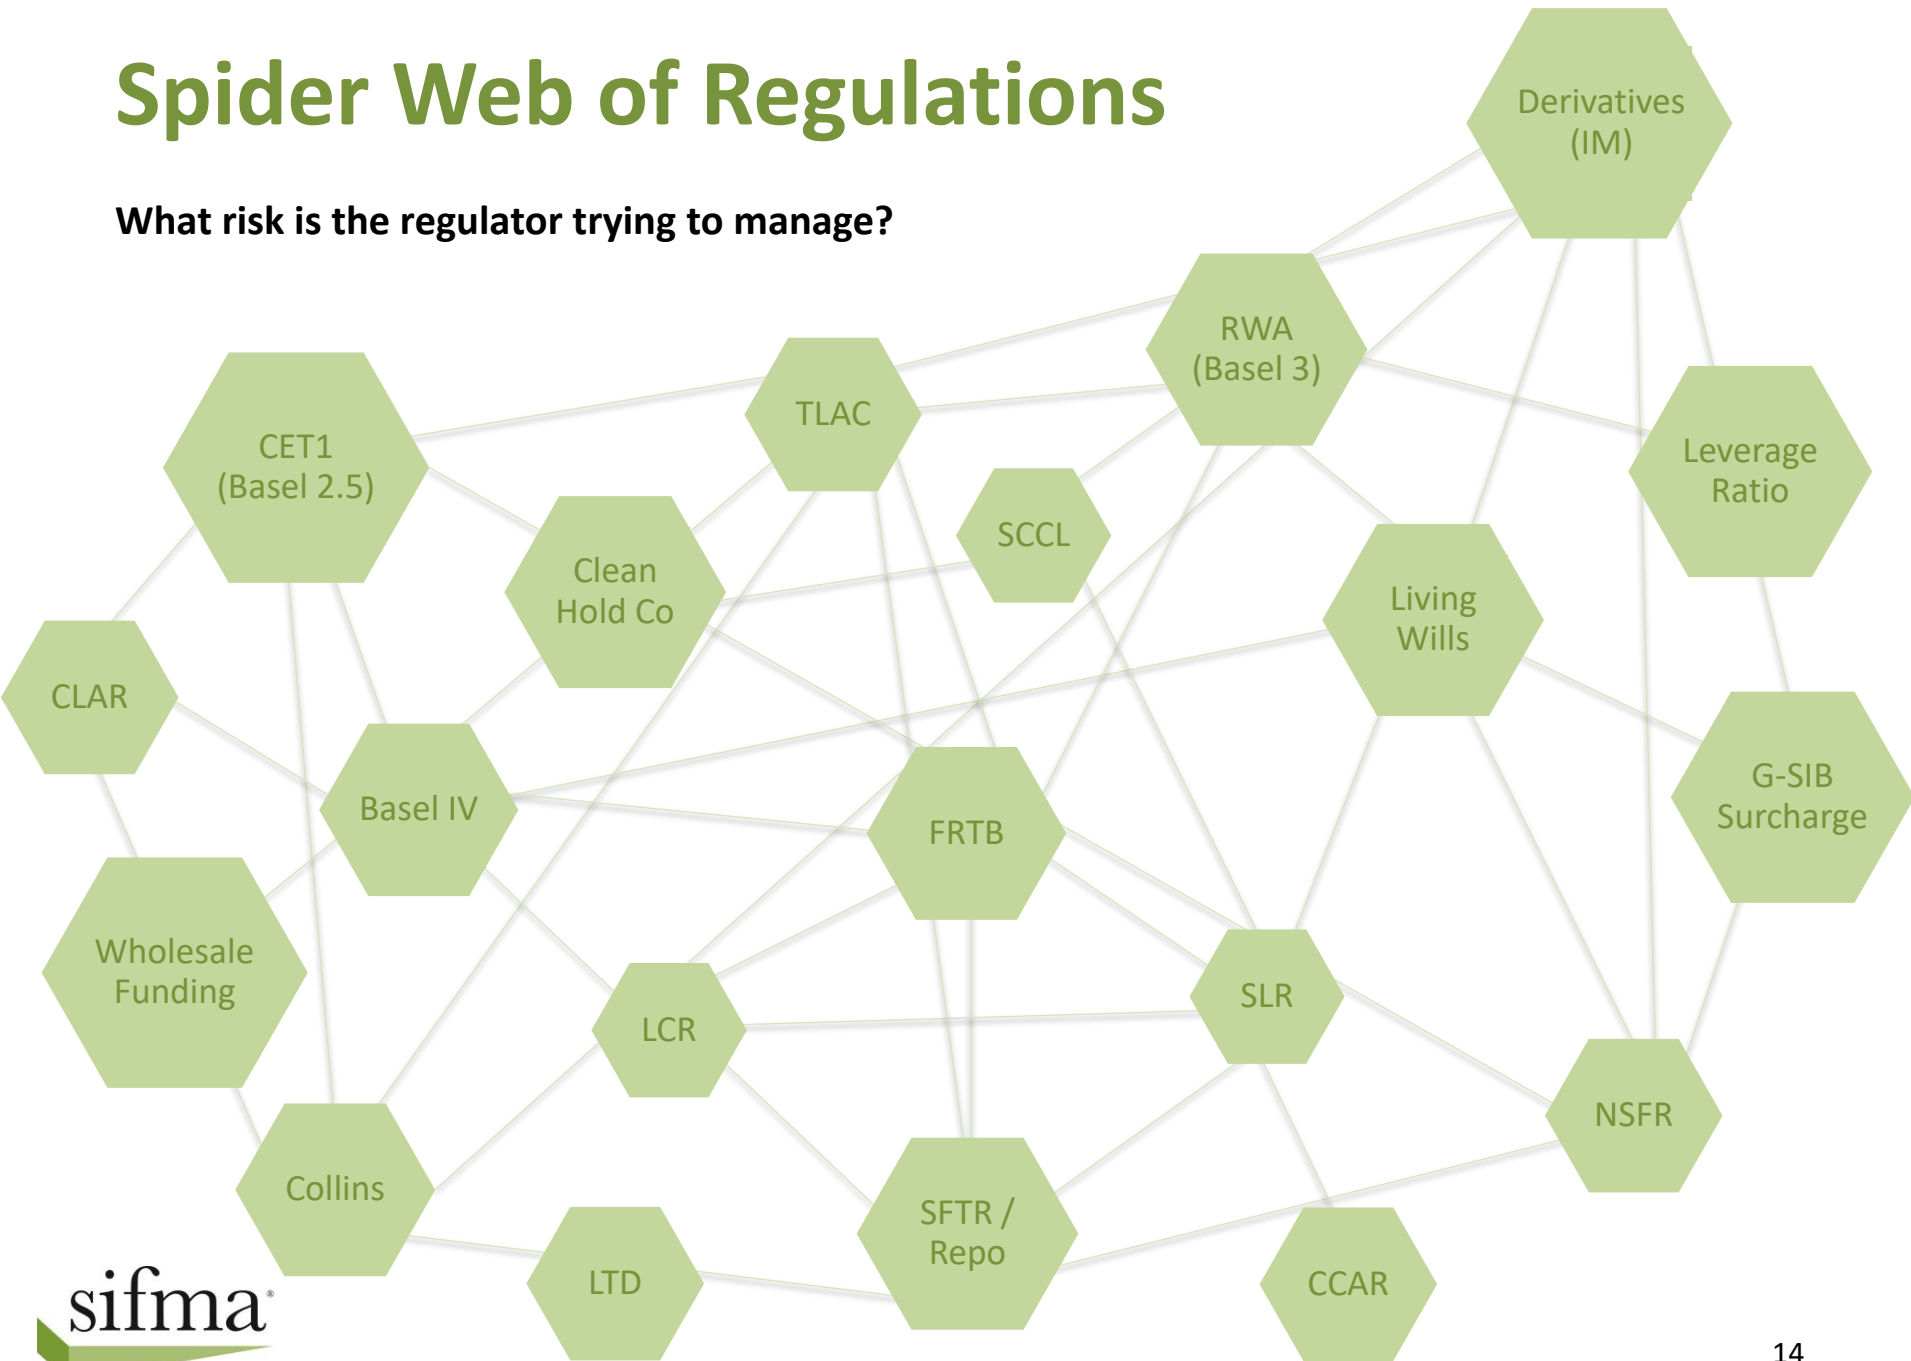 Spider Web of Regulations
What risk is the regulator trying to manage?
Derivatives
(IM)
RWA
(Basel 3)
TLAC
CET1
(Basel 2.5)
Leverage
Ratio
SCCL
Clean
Hold Co
Living
Wills
CLAR
Basel IV
FRTB
G-SIB
Surcharge
Wholesale
Funding
LCR
SLR
NSFR
Collins
SFTR /
Repo
LTD
CCAR
sifma®
14